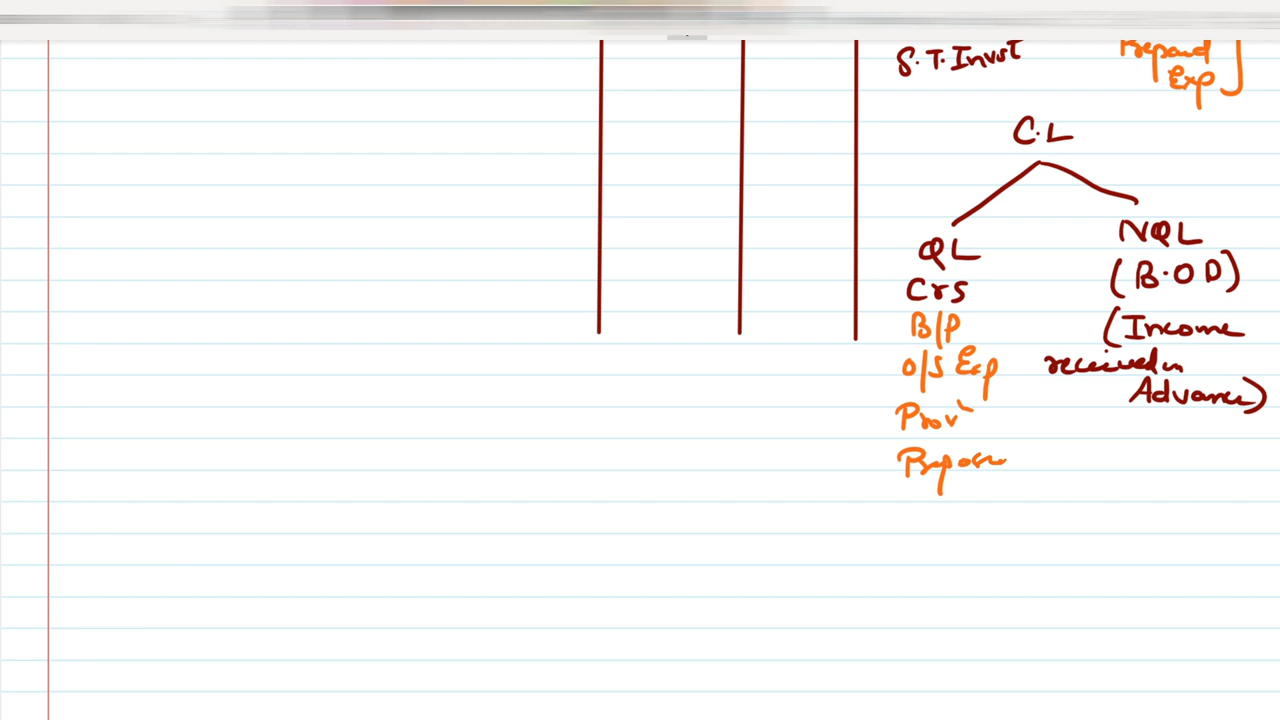 S.T. Invst
Prepaid
Exp
C.L
QL
NQL
Crs
(B.O.D)
B/P
(Income
O/S Exp
received in
Advance)
Prov